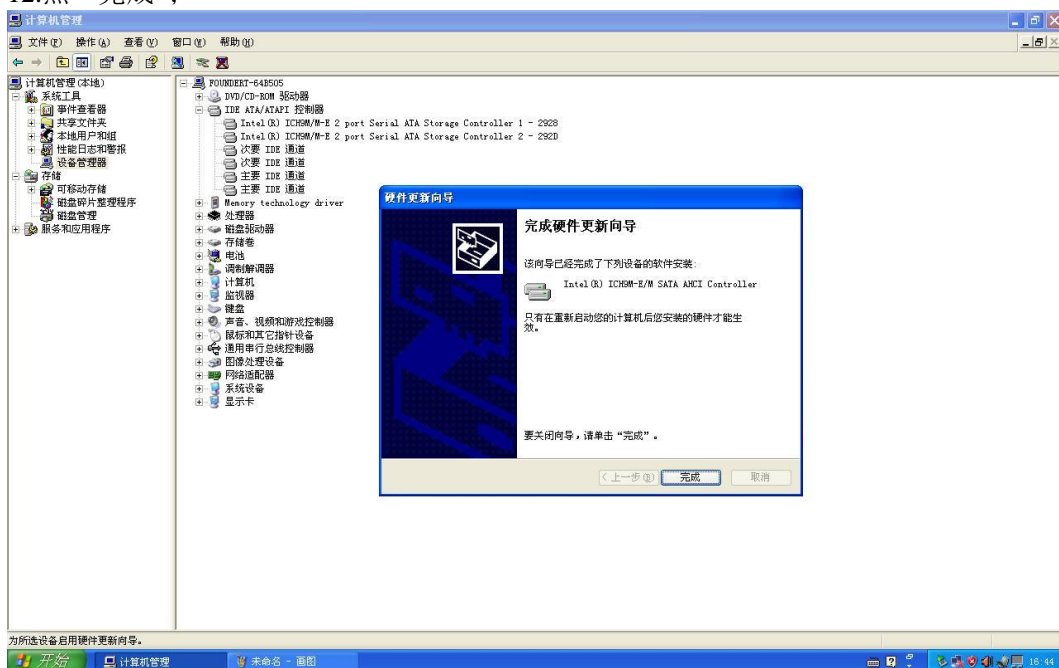 12.点“完成”；
计算机管理
文件(F) 操作(A) 查看(V) 窗口(W) 帮助(H)
计算机管理(本地)
系统工具
事件查看器
共享文件夹
本地用户和组
性能日志和警报
设备管理器
存储
可移动存储
磁盘碎片整理程序
磁盘管理
服务和应用程序
FOUNDERT-64B505
DVD/CD-ROM 驱动器
IDE ATA/ATAPI 控制器
Intel(R) ICH9M/M-E 2 port Serial ATA Storage Controller 1 - 2928
Intel(R) ICH9M/M-E 2 port Serial ATA Storage Controller 2 - 292D
次要 IDE 通道
次要 IDE 通道
主要 IDE 通道
主要 IDE 通道
Memory technology driver
处理器
磁盘驱动器
存储卷
电池
调制解调器
计算机
监视器
键盘
声音、视频和游戏控制器
鼠标和其它指针设备
通用串行总线控制器
图像处理设备
网络适配器
系统设备
显示卡
硬件更新向导
完成硬件更新向导
该向导已经完成了下列设备的软件安装:
Intel(R) ICH9M-E/M SATA AHCI Controller
只有在重新启动您的计算机后您安装的硬件才能生
效。
要关闭向导，请单击“完成”。
<上一步(B) 完成 取消
为所选设备启用硬件更新向导。
开始 计算机管理 未命名 - 画图 16:44